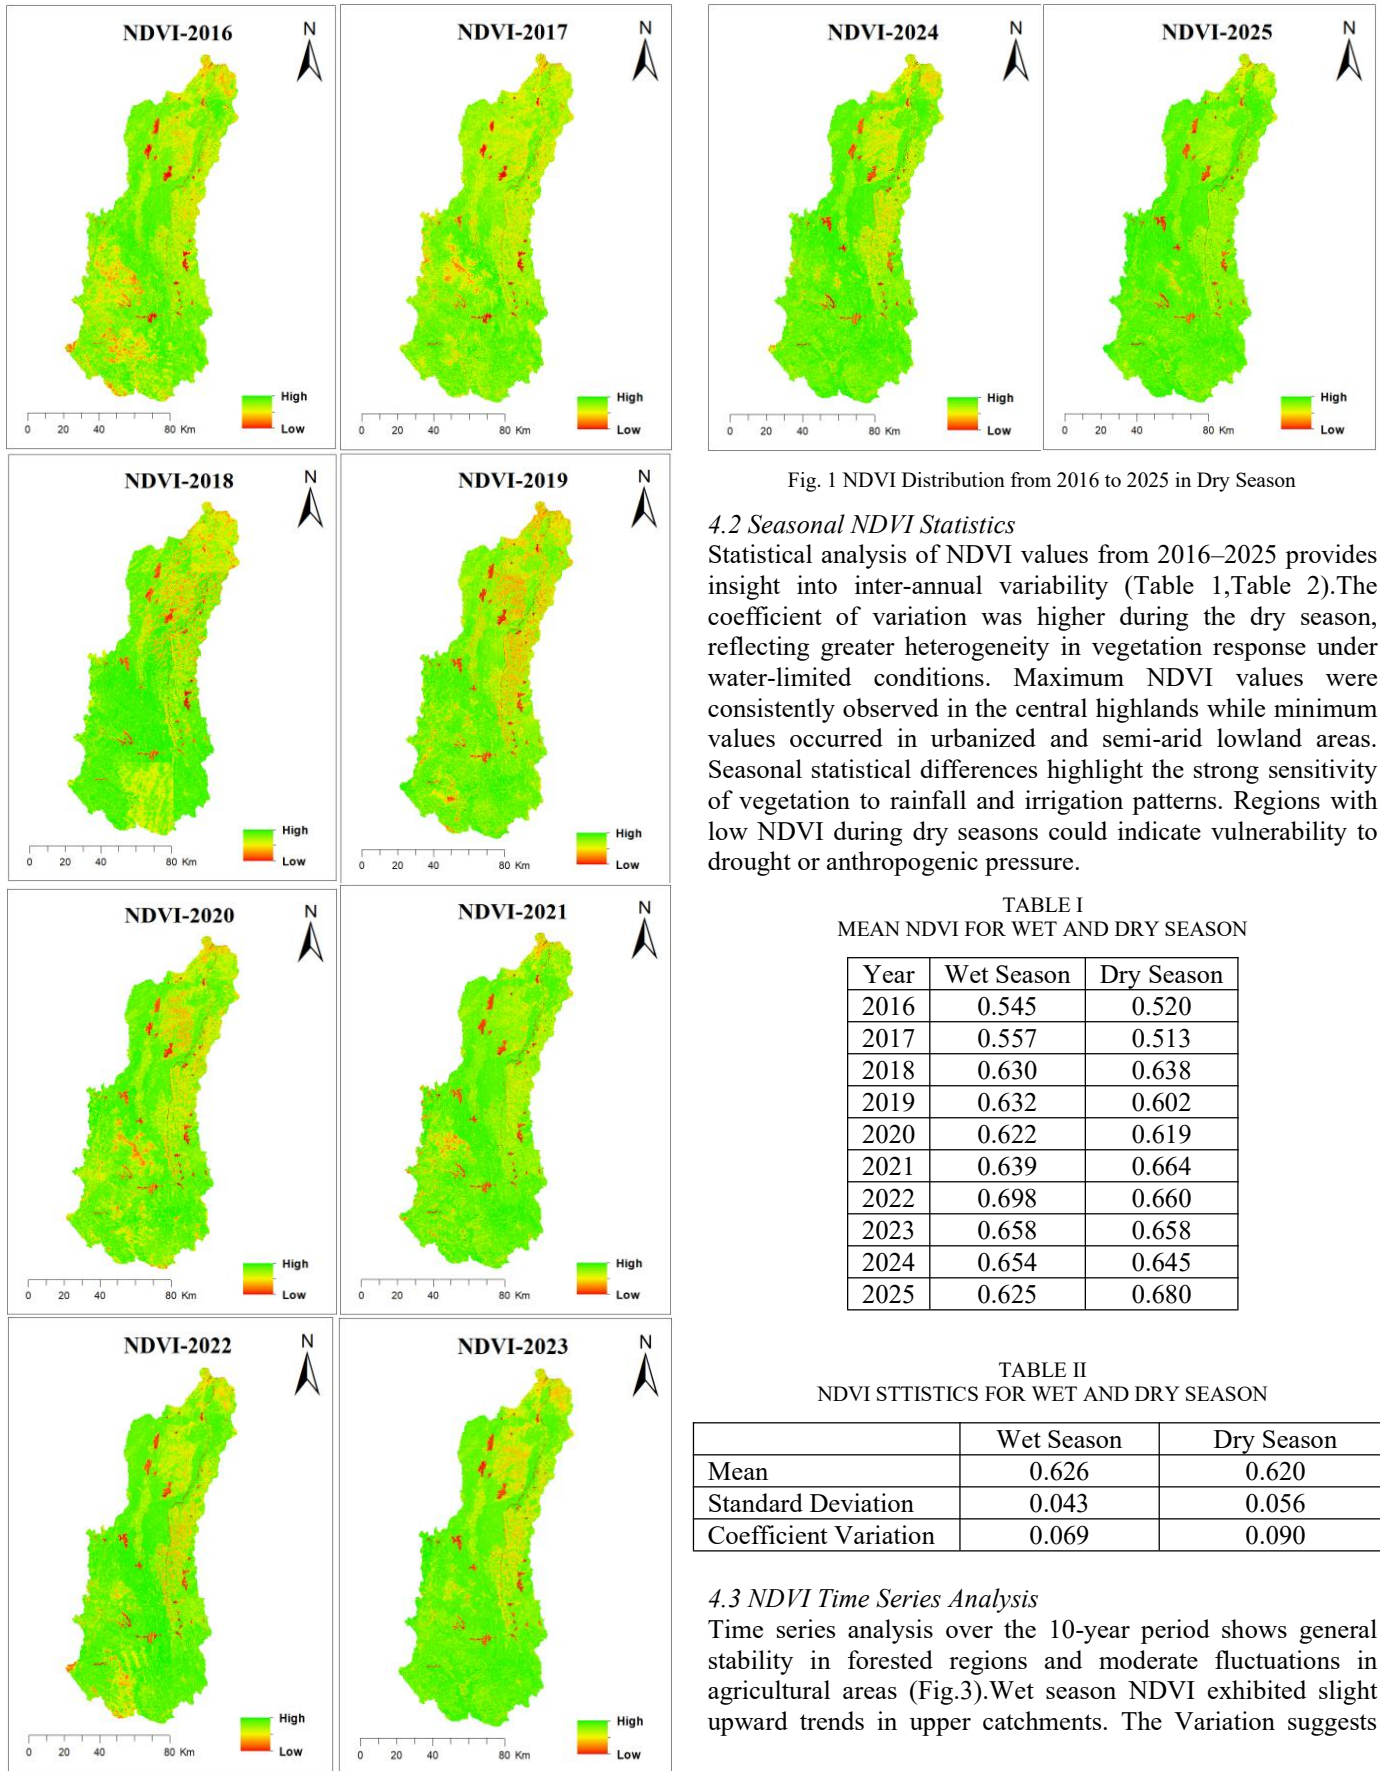 NDVI-2016
N
High
Low
0 20 40 80 Km
NDVI-2017
N
High
Low
0 20 40 80 Km
NDVI-2018
N
High
Low
0 20 40 80 Km
NDVI-2019
N
High
Low
0 20 40 80 Km
NDVI-2020
N
High
Low
0 20 40 80 Km
NDVI-2021
N
High
Low
0 20 40 80 Km
NDVI-2022
N
High
Low
0 20 40 80 Km
NDVI-2023
N
High
Low
0 20 40 80 Km
NDVI-2024
N
High
Low
0 20 40 80 Km
NDVI-2025
N
High
Low
0 20 40 80 Km
Fig. 1 NDVI Distribution from 2016 to 2025 in Dry Season
4.2 Seasonal NDVI Statistics
Statistical analysis of NDVI values from 2016–2025 provides
insight into inter-annual variability (Table 1,Table 2).The
coefficient of variation was higher during the dry season,
reflecting greater heterogeneity in vegetation response under
water-limited conditions. Maximum NDVI values were
consistently observed in the central highlands while minimum
values occurred in urbanized and semi-arid lowland areas.
Seasonal statistical differences highlight the strong sensitivity
of vegetation to rainfall and irrigation patterns. Regions with
low NDVI during dry seasons could indicate vulnerability to
drought or anthropogenic pressure.
TABLE I
MEAN NDVI FOR WET AND DRY SEASON
Year Wet Season Dry Season
2016 0.545 0.520
2017 0.557 0.513
2018 0.630 0.638
2019 0.632 0.602
2020 0.622 0.619
2021 0.639 0.664
2022 0.698 0.660
2023 0.658 0.658
2024 0.654 0.645
2025 0.625 0.680
TABLE II
NDVI STTISTICS FOR WET AND DRY SEASON
Wet Season Dry Season
Mean 0.626 0.620
Standard Deviation 0.043 0.056
Coefficient Variation 0.069 0.090
4.3 NDVI Time Series Analysis
Time series analysis over the 10-year period shows general
stability in forested regions and moderate fluctuations in
agricultural areas (Fig.3).Wet season NDVI exhibited slight
upward trends in upper catchments. The Variation suggests